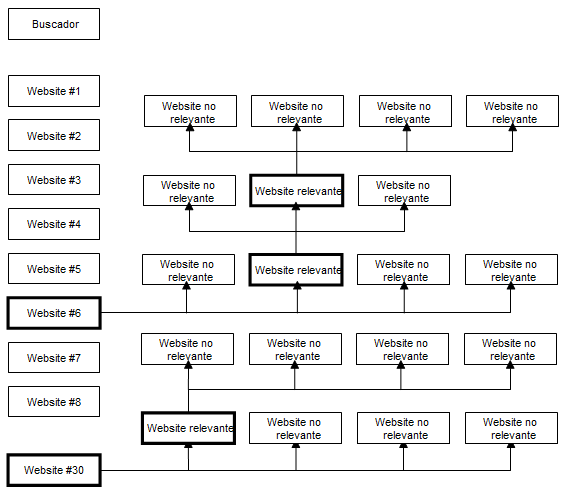 Buscador
Website #1
Website no
relevante
Website no
relevante
Website no
relevante
Website no
relevante
Website #2
Website #3
Website no
relevante
Website relevante
Website no
relevante
Website #4
Website #5
Website no
relevante
Website relevante
Website no
relevante
Website no
relevante
Website #6
Website #7
Website no
relevante
Website no
relevante
Website no
relevante
Website no
relevante
Website #8
Website relevante
Website no
relevante
Website no
relevante
Website no
relevante
Website #30